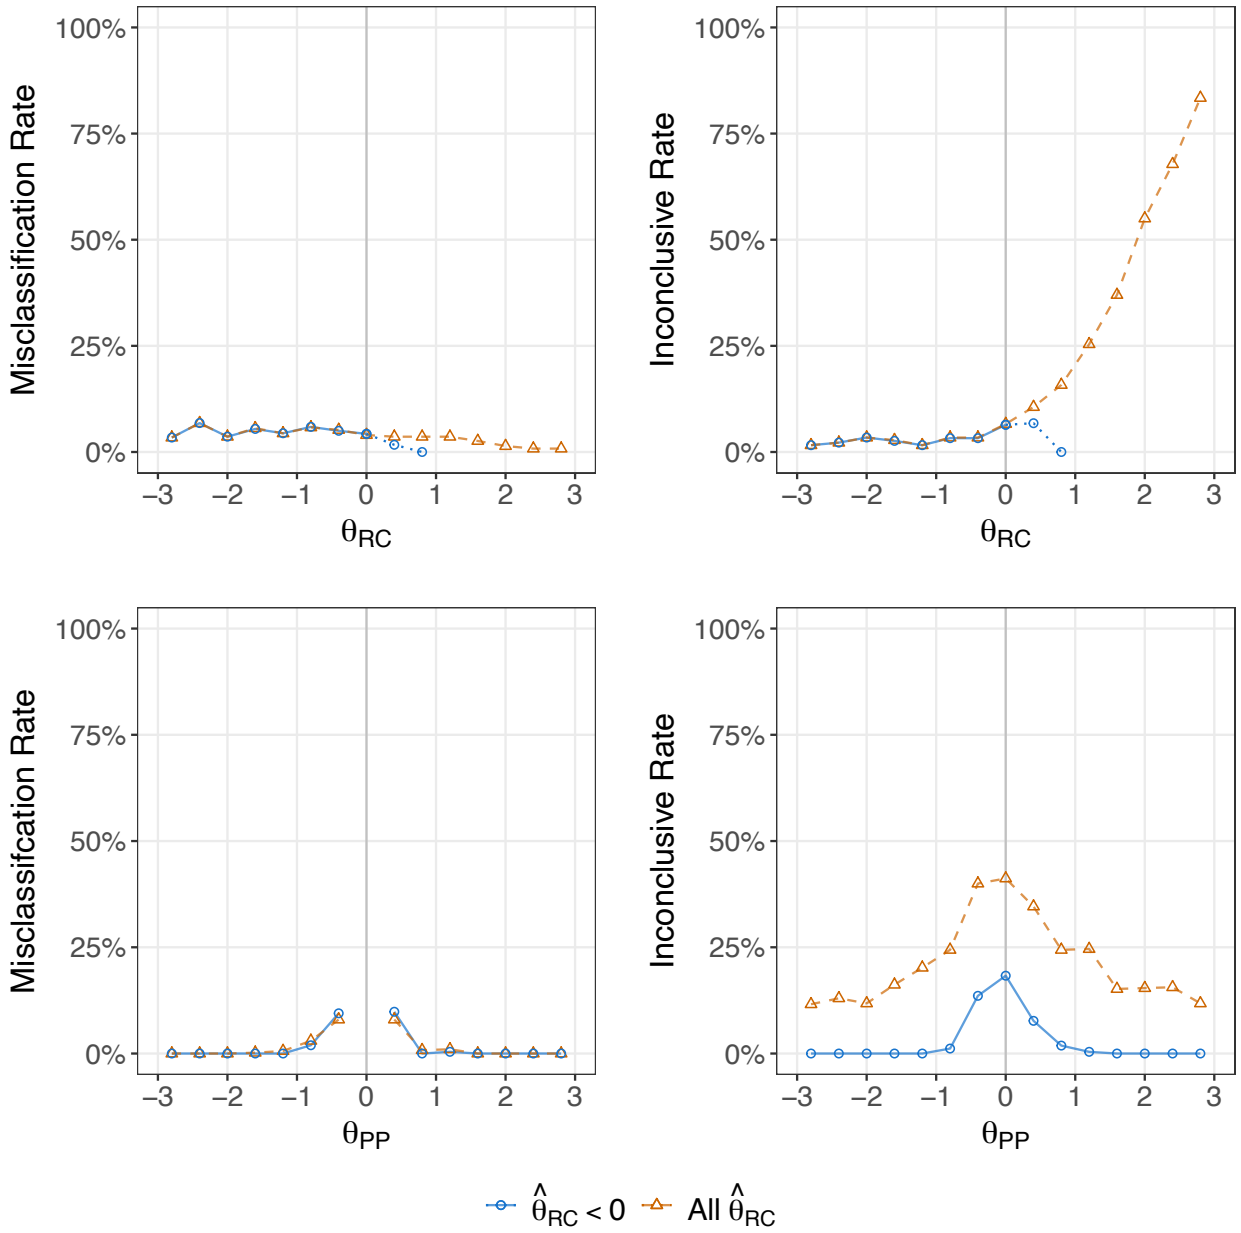 100%
75%
50%
25%
0%
Misclassification Rate
−3 −2 −1 0 1 2 3
θRC
100%
75%
50%
25%
0%
Inconclusive Rate
−3 −2 −1 0 1 2 3
θRC
100%
75%
50%
25%
0%
Misclassifcation Rate
−3 −2 −1 0 1 2 3
θPP
100%
75%
50%
25%
0%
Inconclusive Rate
−3 −2 −1 0 1 2 3
θPP
θ̂RC < 0 All θ̂RC